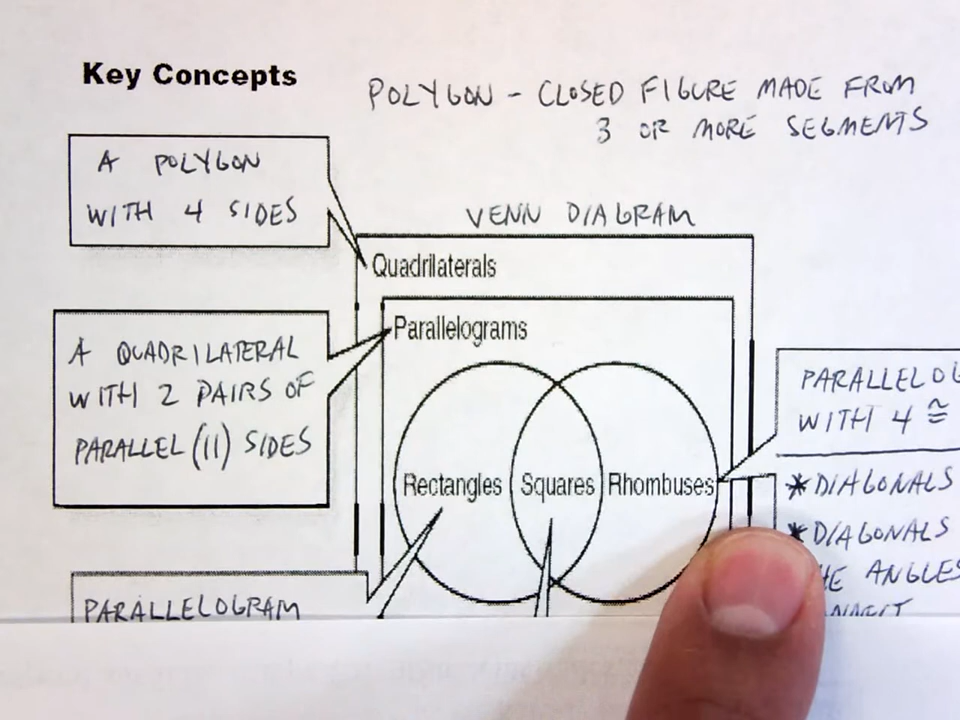 Key Concepts
POLYGON - CLOSED FIGURE MADE FROM
3 OR MORE SEGMENTS
A POLYGON
WITH 4 SIDES
VENN DIAGRAM
Quadrilaterals
Parallelograms
A QUADRILATERAL
WITH 2 PAIRS OF
PARALLEL (||) SIDES
WITH 4 ≅
Rectangles Squares Rhombuses
*DIAGONALS
*DIAGONALS
ANGLES
PARALLELOGRAM